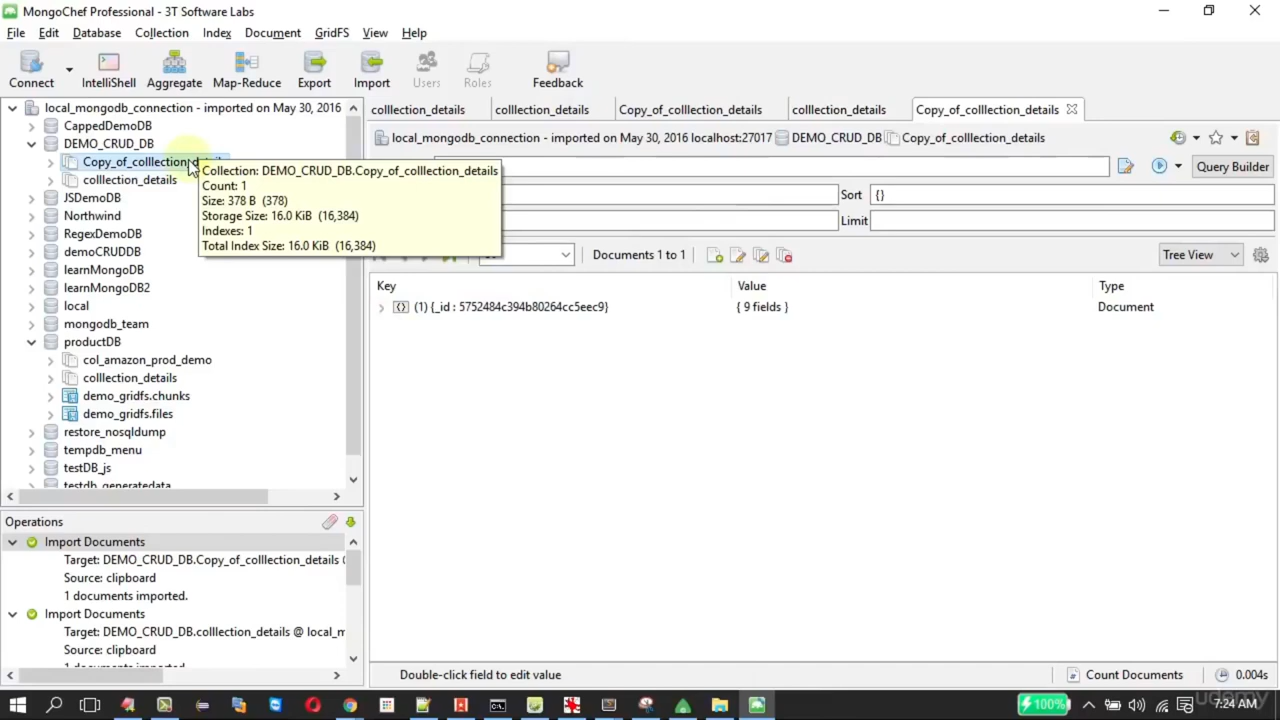 MongoChef Professional - 3T Software Labs
File Edit Database Collection Index Document GridFS View Help
Connect IntelliShell Aggregate Map-Reduce Export Import Users Roles Feedback
local_mongodb_connection - imported on May 30, 2016
CappedDemoDB
DEMO_CRUD_DB
Copy_of_colllection_details
colllection_details
JSDemoDB
Northwind
RegexDemoDB
demoCRUDDB
learnMongoDB
learnMongoDB2
local
mongodb_team
productDB
col_amazon_prod_demo
colllection_details
demo_gridfs.chunks
demo_gridfs.files
restore_nosqldump
tempdb_menu
testDB_js
testdb_generatedata
Collection: DEMO_CRUD_DB.Copy_of_colllection_details
Count: 1
Size: 378 B (378)
Storage Size: 16.0 KiB (16,384)
Indexes: 1
Total Index Size: 16.0 KiB (16,384)
colllection_details colllection_details Copy_of_colllection_details colllection_details Copy_of_colllection_details
local_mongodb_connection - imported on May 30, 2016 localhost:27017 DEMO_CRUD_DB Copy_of_colllection_details
Query Builder
Sort {}
Limit
Documents 1 to 1 Tree View
Key Value Type
(1) {_id : 5752484c394b80264cc5eec9} { 9 fields } Document
Operations
Import Documents
Target: DEMO_CRUD_DB.Copy_of_colllection_details
Source: clipboard
1 documents imported.
Import Documents
Target: DEMO_CRUD_DB.colllection_details @ local_m
Source: clipboard
1 documents imported.
Double-click field to edit value Count Documents 0.004s
100% 7:24 AM
udemy